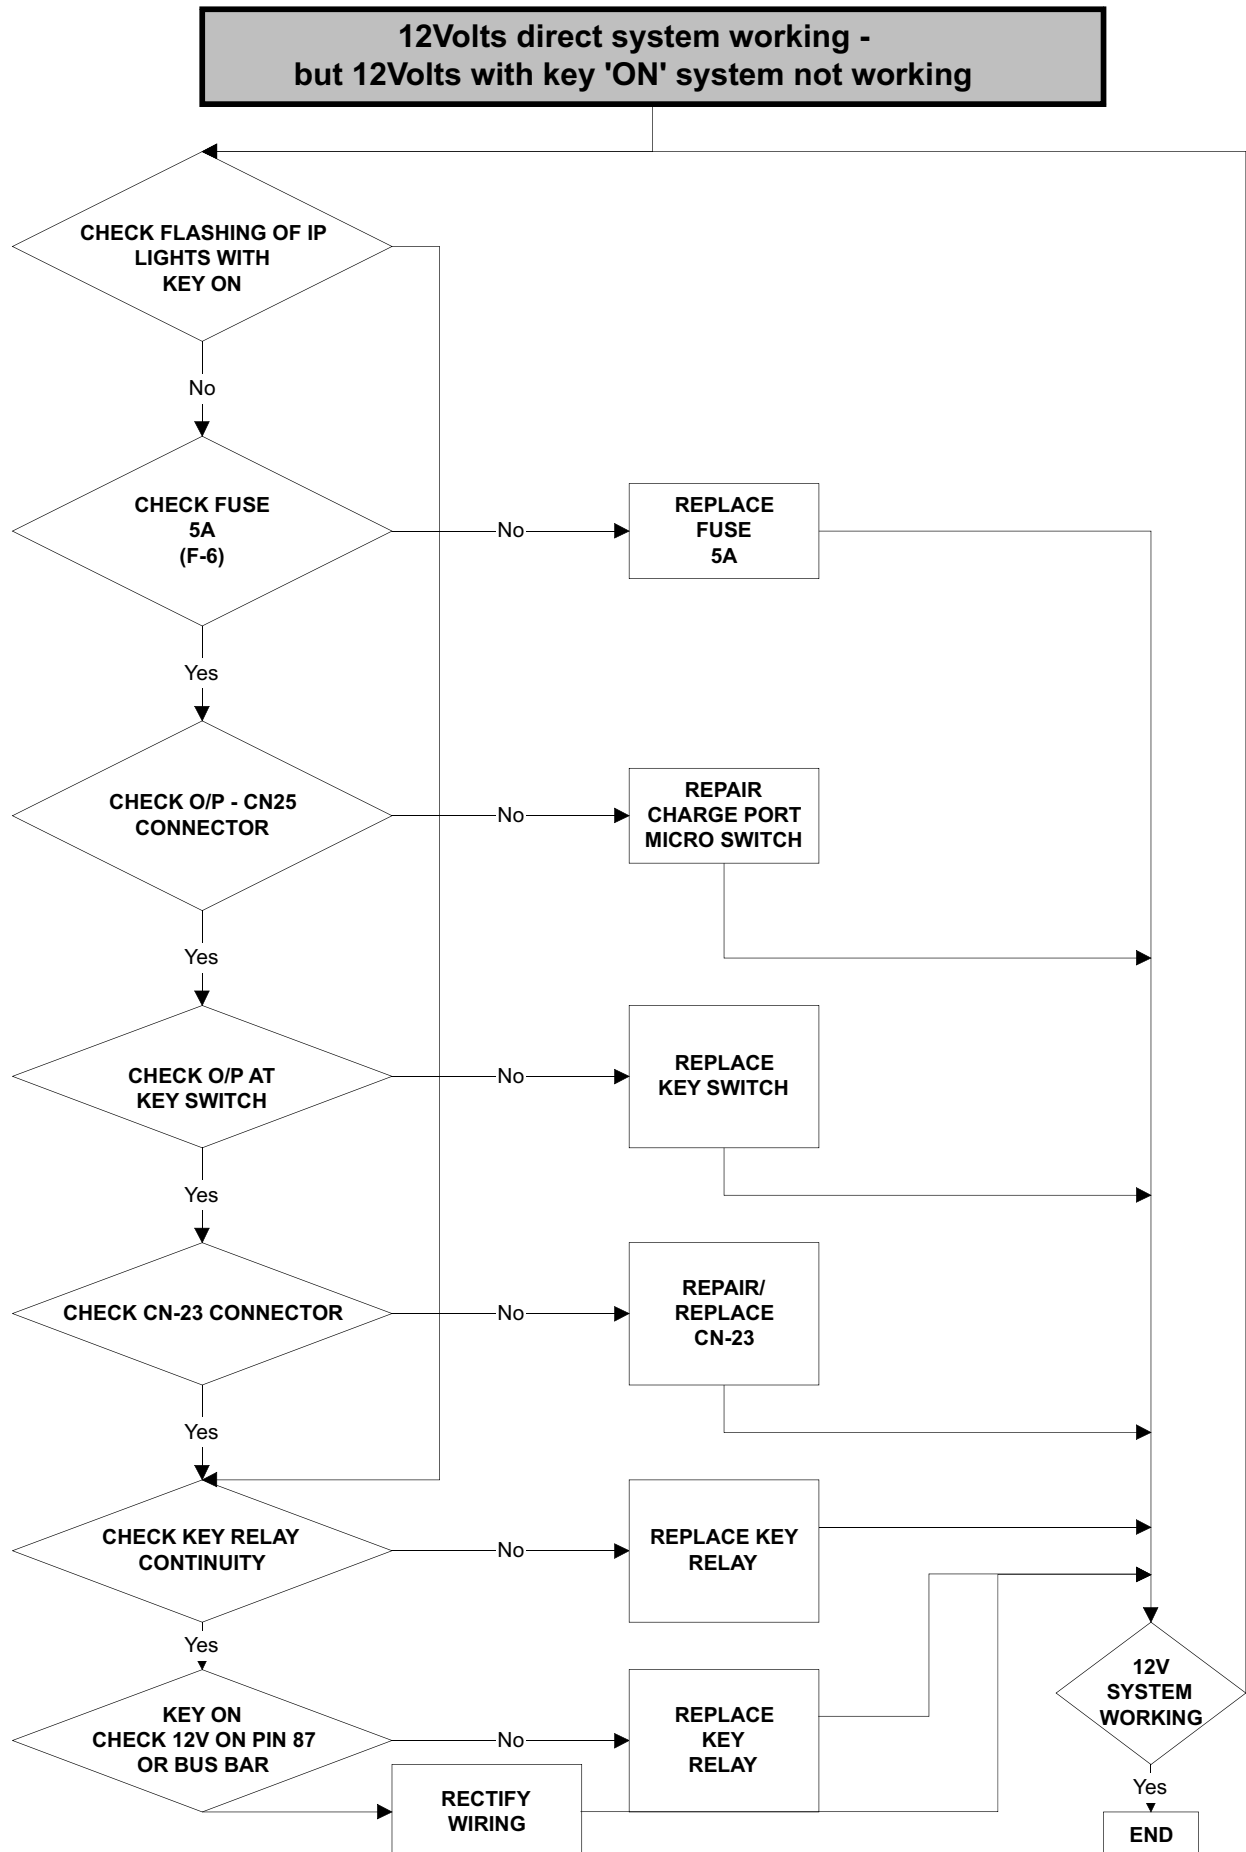 12Volts direct system working -
but 12Volts with key 'ON' system not working
CHECK FLASHING OF IP
LIGHTS WITH
KEY ON
No
CHECK FUSE
5A
(F-6)
No
REPLACE
FUSE
5A
Yes
CHECK O/P - CN25
CONNECTOR
No
REPAIR
CHARGE PORT
MICRO SWITCH
Yes
CHECK O/P AT
KEY SWITCH
No
REPLACE
KEY SWITCH
Yes
CHECK CN-23 CONNECTOR
No
REPAIR/
REPLACE
CN-23
Yes
CHECK KEY RELAY
CONTINUITY
No
REPLACE KEY
RELAY
Yes
KEY ON
CHECK 12V ON PIN 87
OR BUS BAR
No
REPLACE
KEY
RELAY
RECTIFY
WIRING
12V
SYSTEM
WORKING
Yes
END